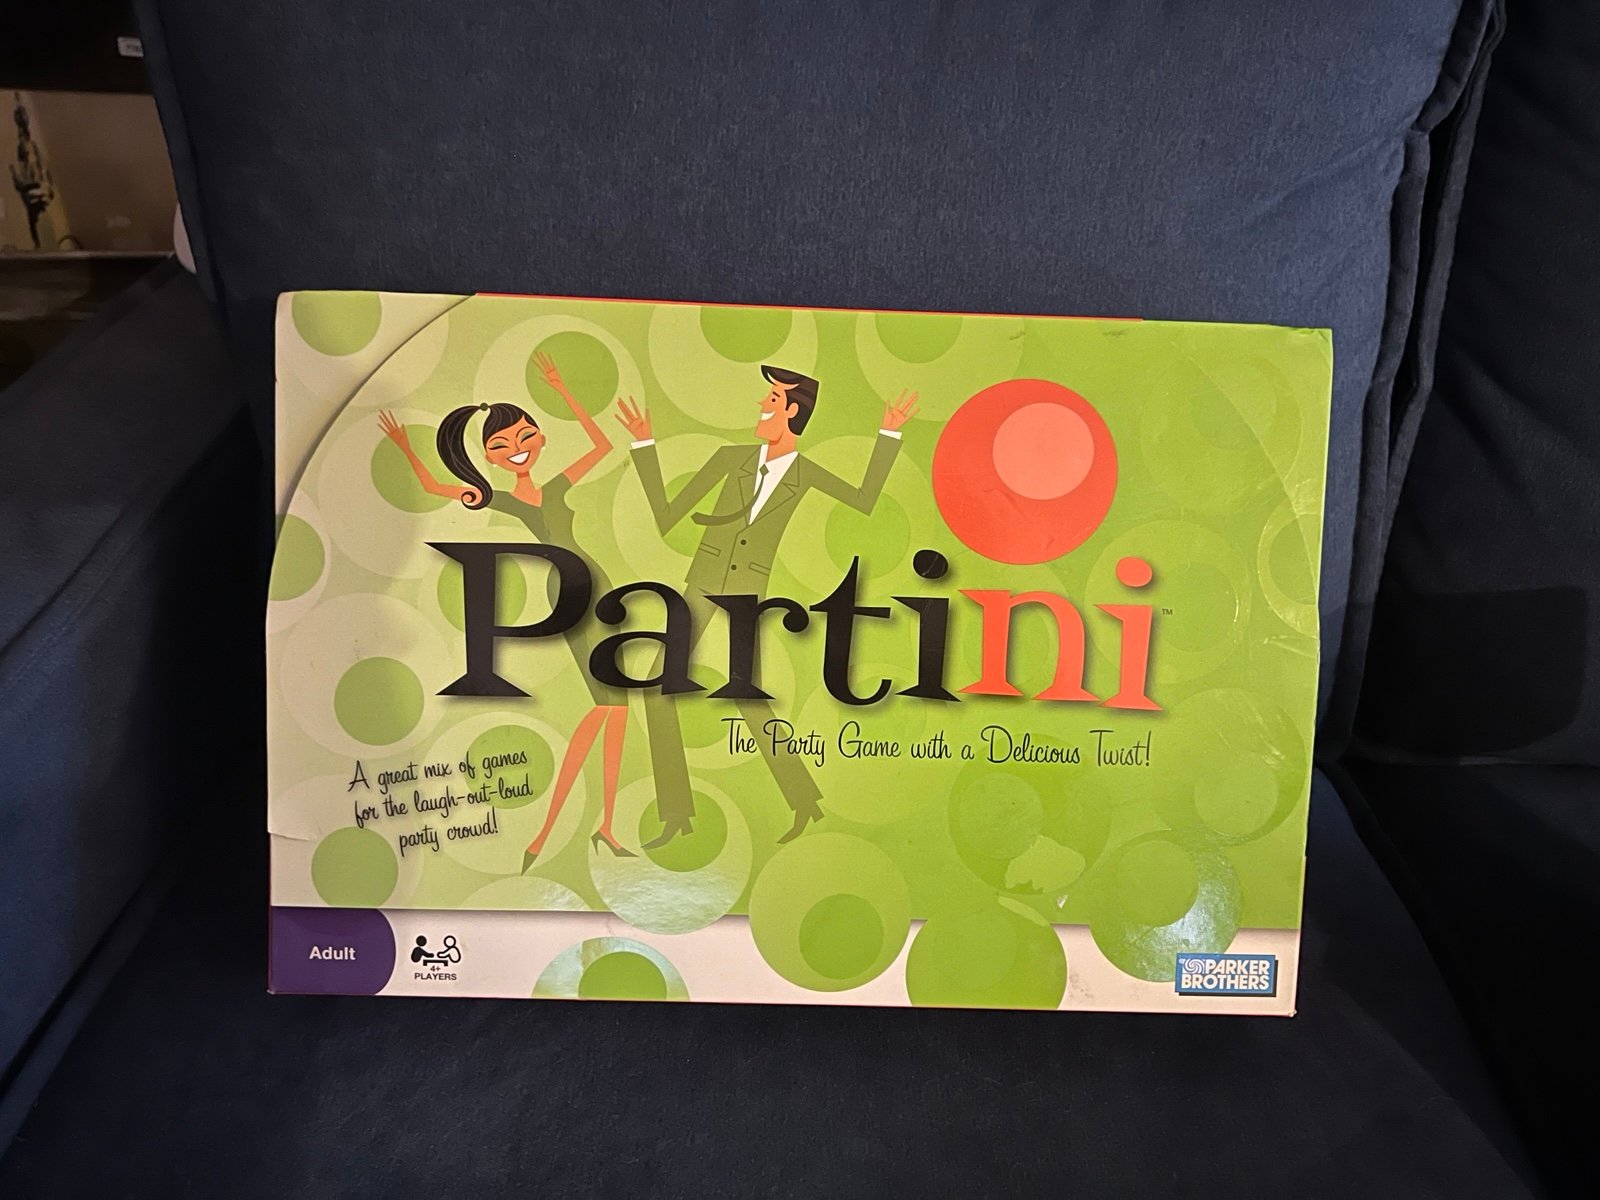 Partini™
The Party Game with a Delicious Twist!
A great mix of games
for the laugh-out-loud
party crowd!
Adult
4+
PLAYERS
PARKER
BROTHERS